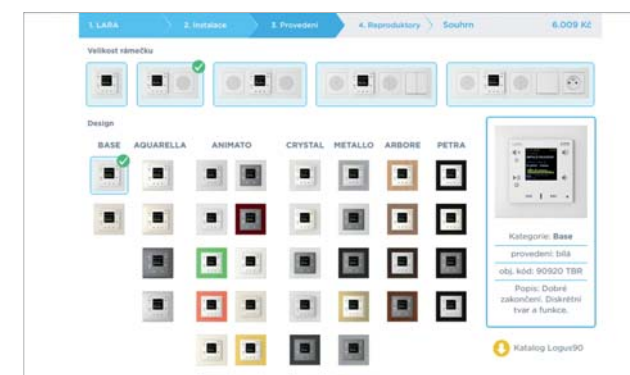 1. LARA
2. Instalace
3. Provedení
4. Reproduktory
Souhrn
6.009 Kč
Velikost rámečku
Design
BASE
AQUARELLA
ANIMATO
CRYSTAL
METALLO
ARBORE
PETRA
Kategorie: Base
provedení: bílá
obj. kód: 90920 TBR
Popis: Dobré
zakončení. Diskrétní
tvar a funkce.
Katalog Logus90